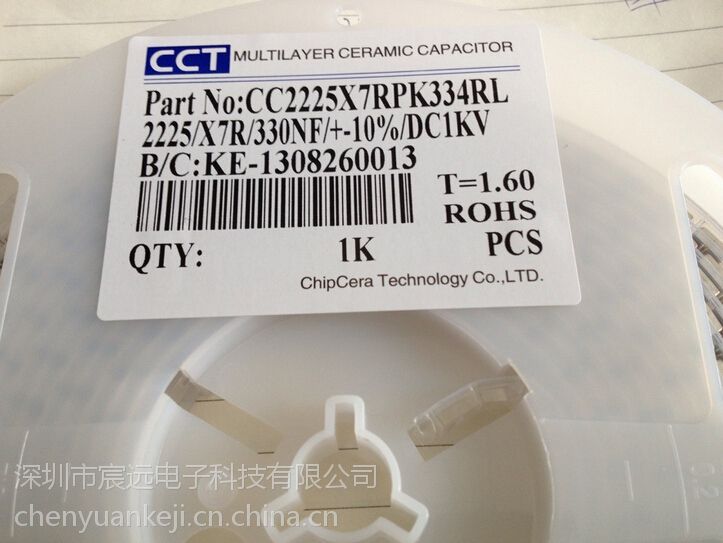 CCT MULTILAYER CERAMIC CAPACITOR
Part No:CC2225X7RPK334RL
2225/X7R/330NF/+-10%/DC1KV
B/C:KE-1308260013
T=1.60
ROHS
QTY: 1K PCS
ChipCera Technology Co.,LTD.
深圳市宸远电子科技有限公司
chenyuankeji.cn.china.cn
0.2